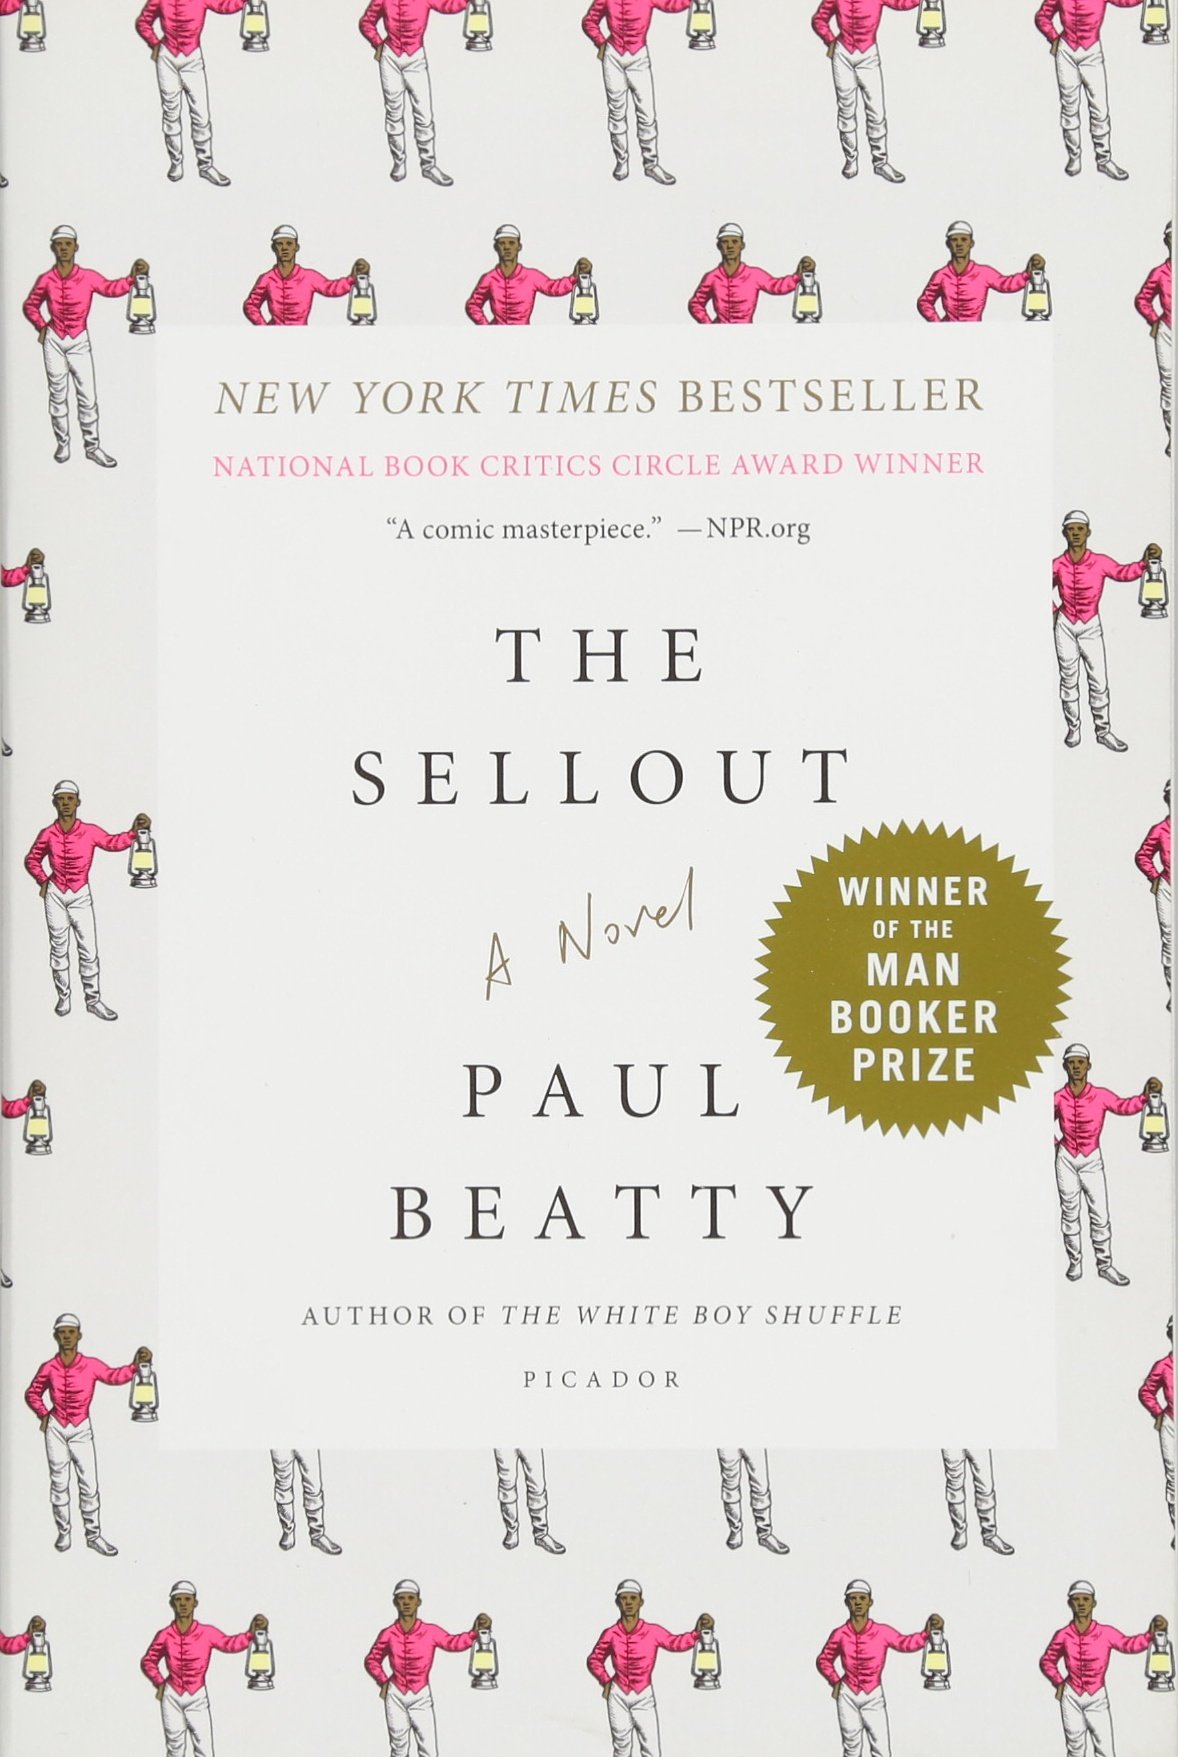 NEW YORK TIMES BESTSELLER
NATIONAL BOOK CRITICS CIRCLE AWARD WINNER
“A comic masterpiece.” —NPR.org
THE
SELLOUT
A Novel
WINNER
OF THE
MAN
BOOKER
PRIZE
PAUL
BEATTY
AUTHOR OF THE WHITE BOY SHUFFLE
PICADOR